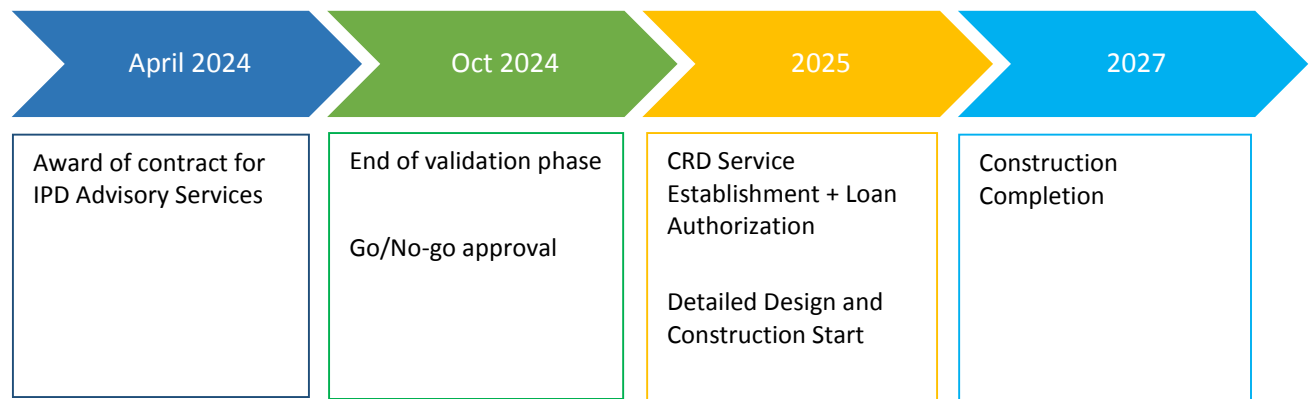 April 2024
Oct 2024
2025
2027
Award of contract for
IPD Advisory Services
End of validation phase
Go/No-go approval
CRD Service
Establishment + Loan
Authorization
Detailed Design and
Construction Start
Construction
Completion